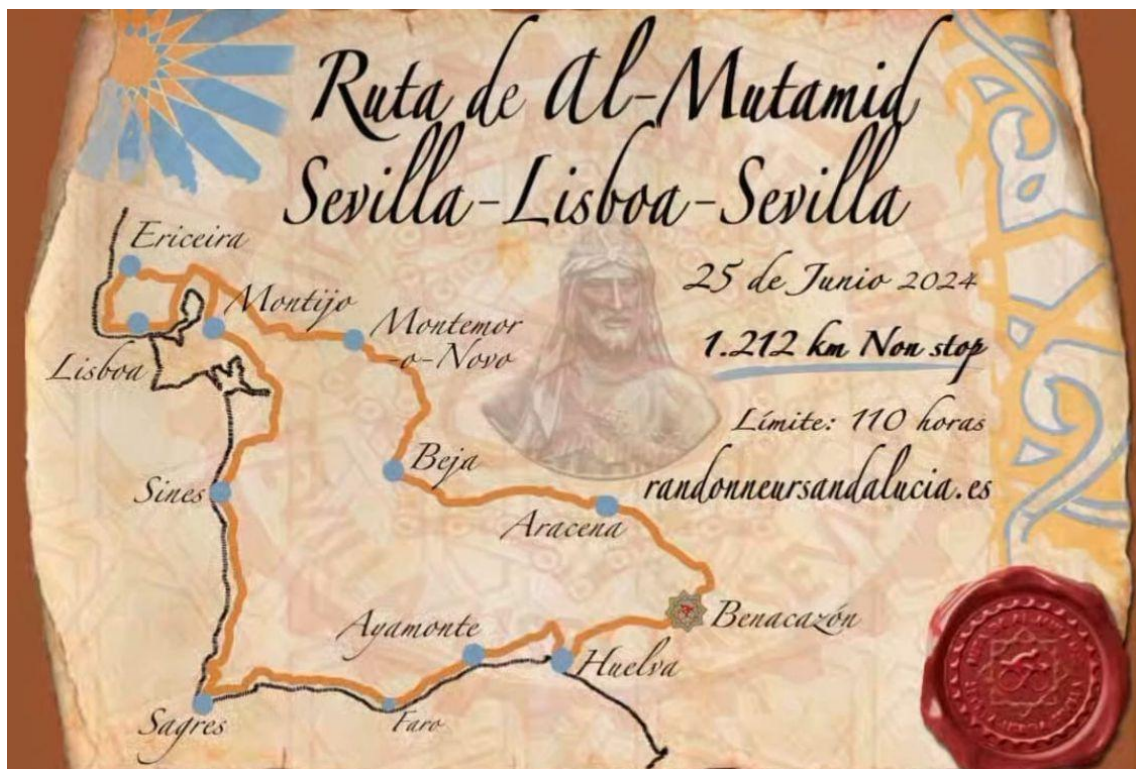 Ruta de Al-Mutamid
Sevilla-Lisboa-Sevilla
25 de Junio 2024
1.212 km Non stop
Límite: 110 horas
randonneursandalucia.es
Ericeira
Montijo
Montemor
-o-Novo
Lisboa
Beja
Sines
Aracena
Ayamonte
Benacazón
Huelva
Sagres
Faro